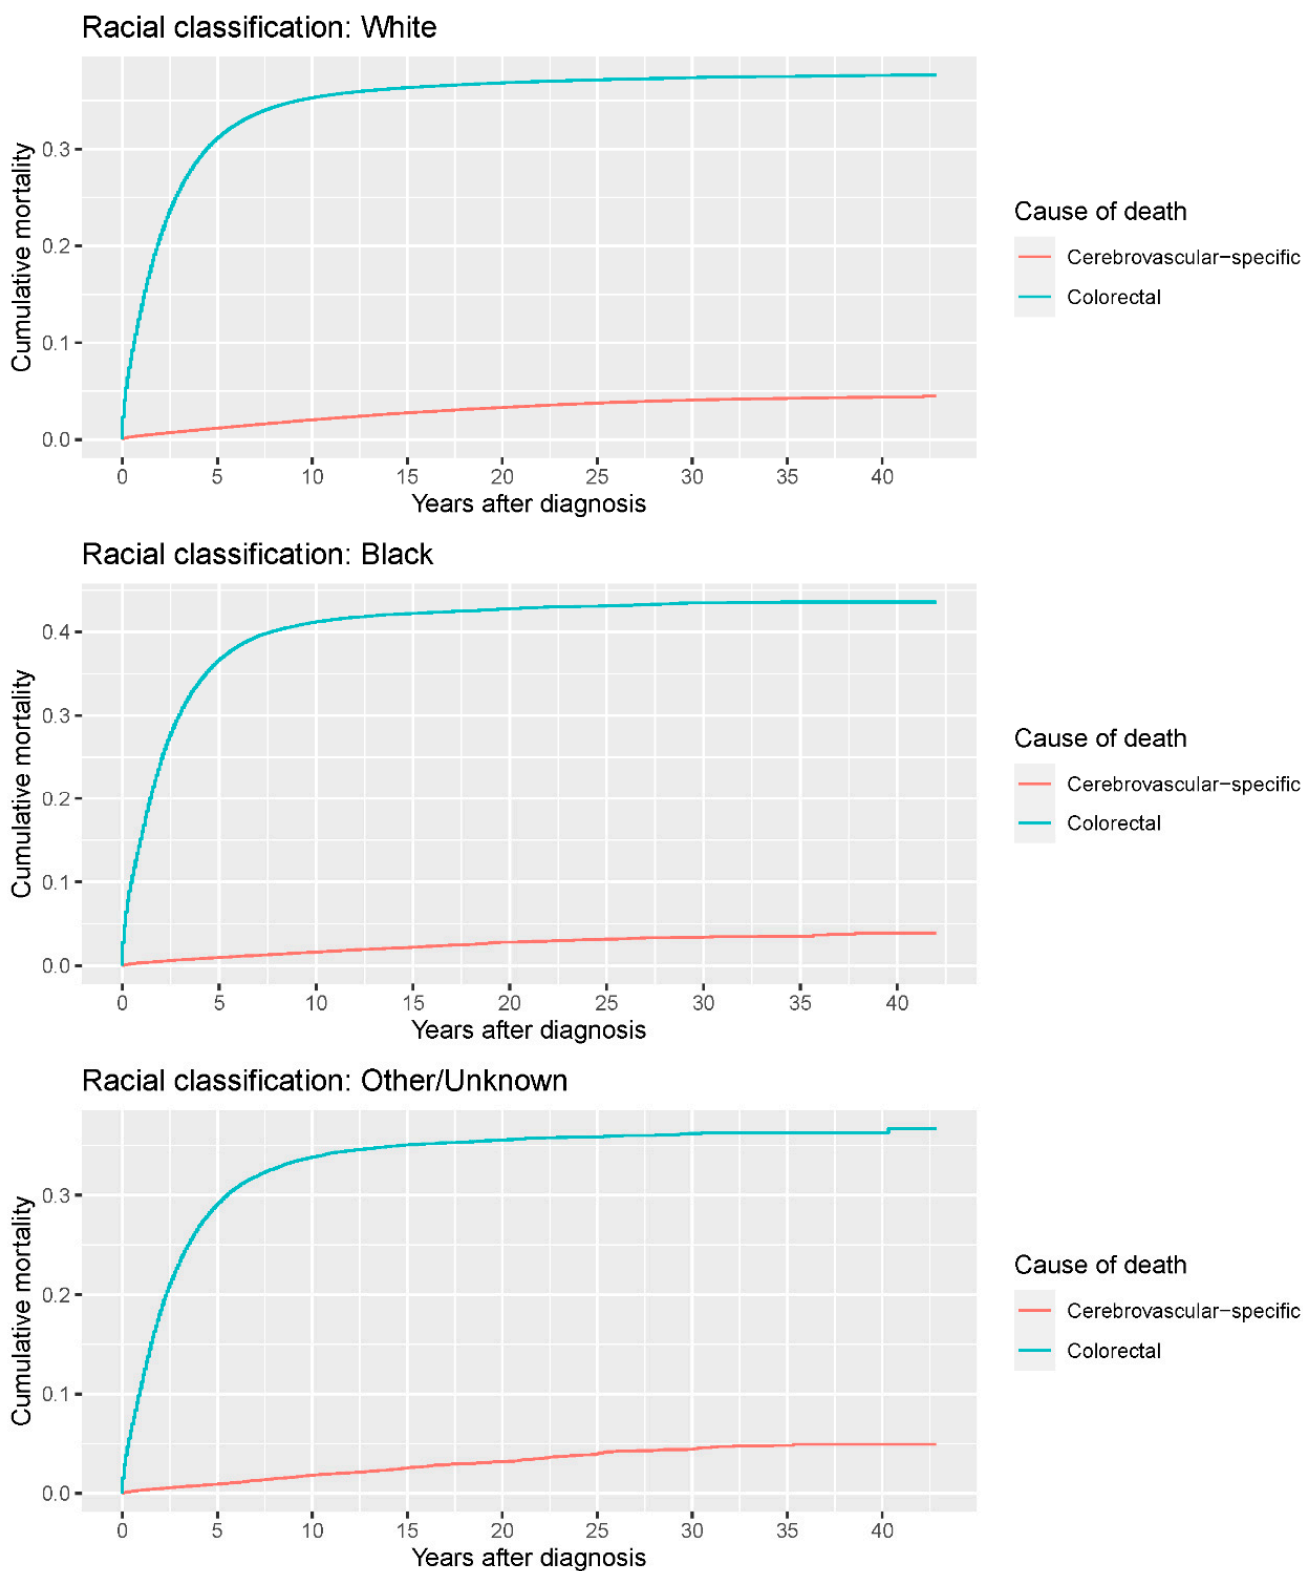 Racial classification: White
Cumulative mortality
0.3
0.2
0.1
0.0
0 5 10 15 20 25 30 35 40
Years after diagnosis
Cause of death
Cerebrovascular-specific
Colorectal
Racial classification: Black
Cumulative mortality
0.4
0.3
0.2
0.1
0.0
0 5 10 15 20 25 30 35 40
Years after diagnosis
Cause of death
Cerebrovascular-specific
Colorectal
Racial classification: Other/Unknown
Cumulative mortality
0.3
0.2
0.1
0.0
0 5 10 15 20 25 30 35 40
Years after diagnosis
Cause of death
Cerebrovascular-specific
Colorectal